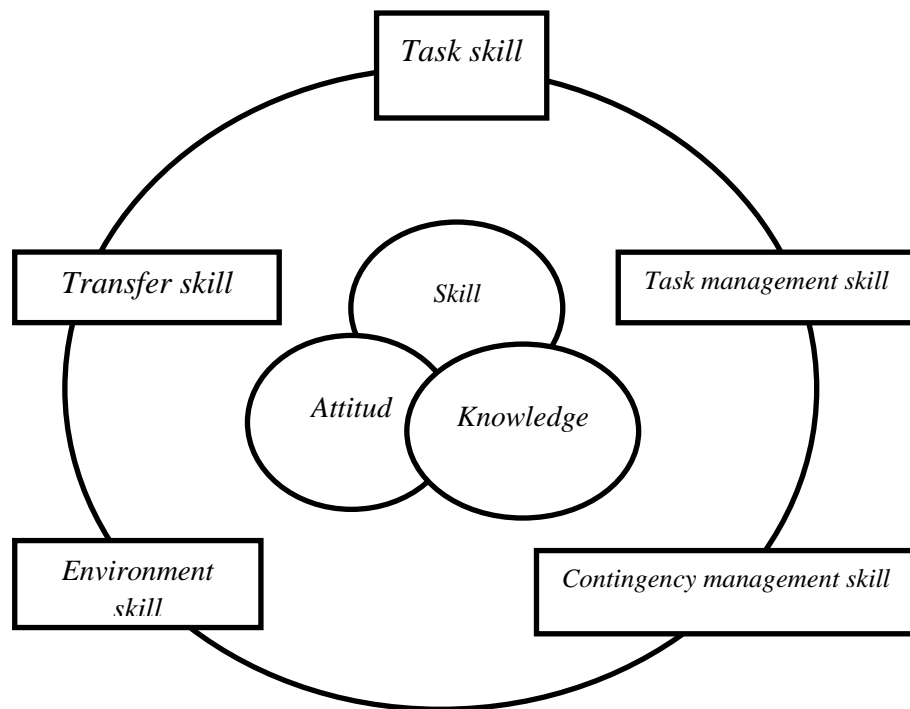 Task skill
Transfer skill
Task management skill
Skill
Attitud
Knowledge
Environment
skill
Contingency management skill